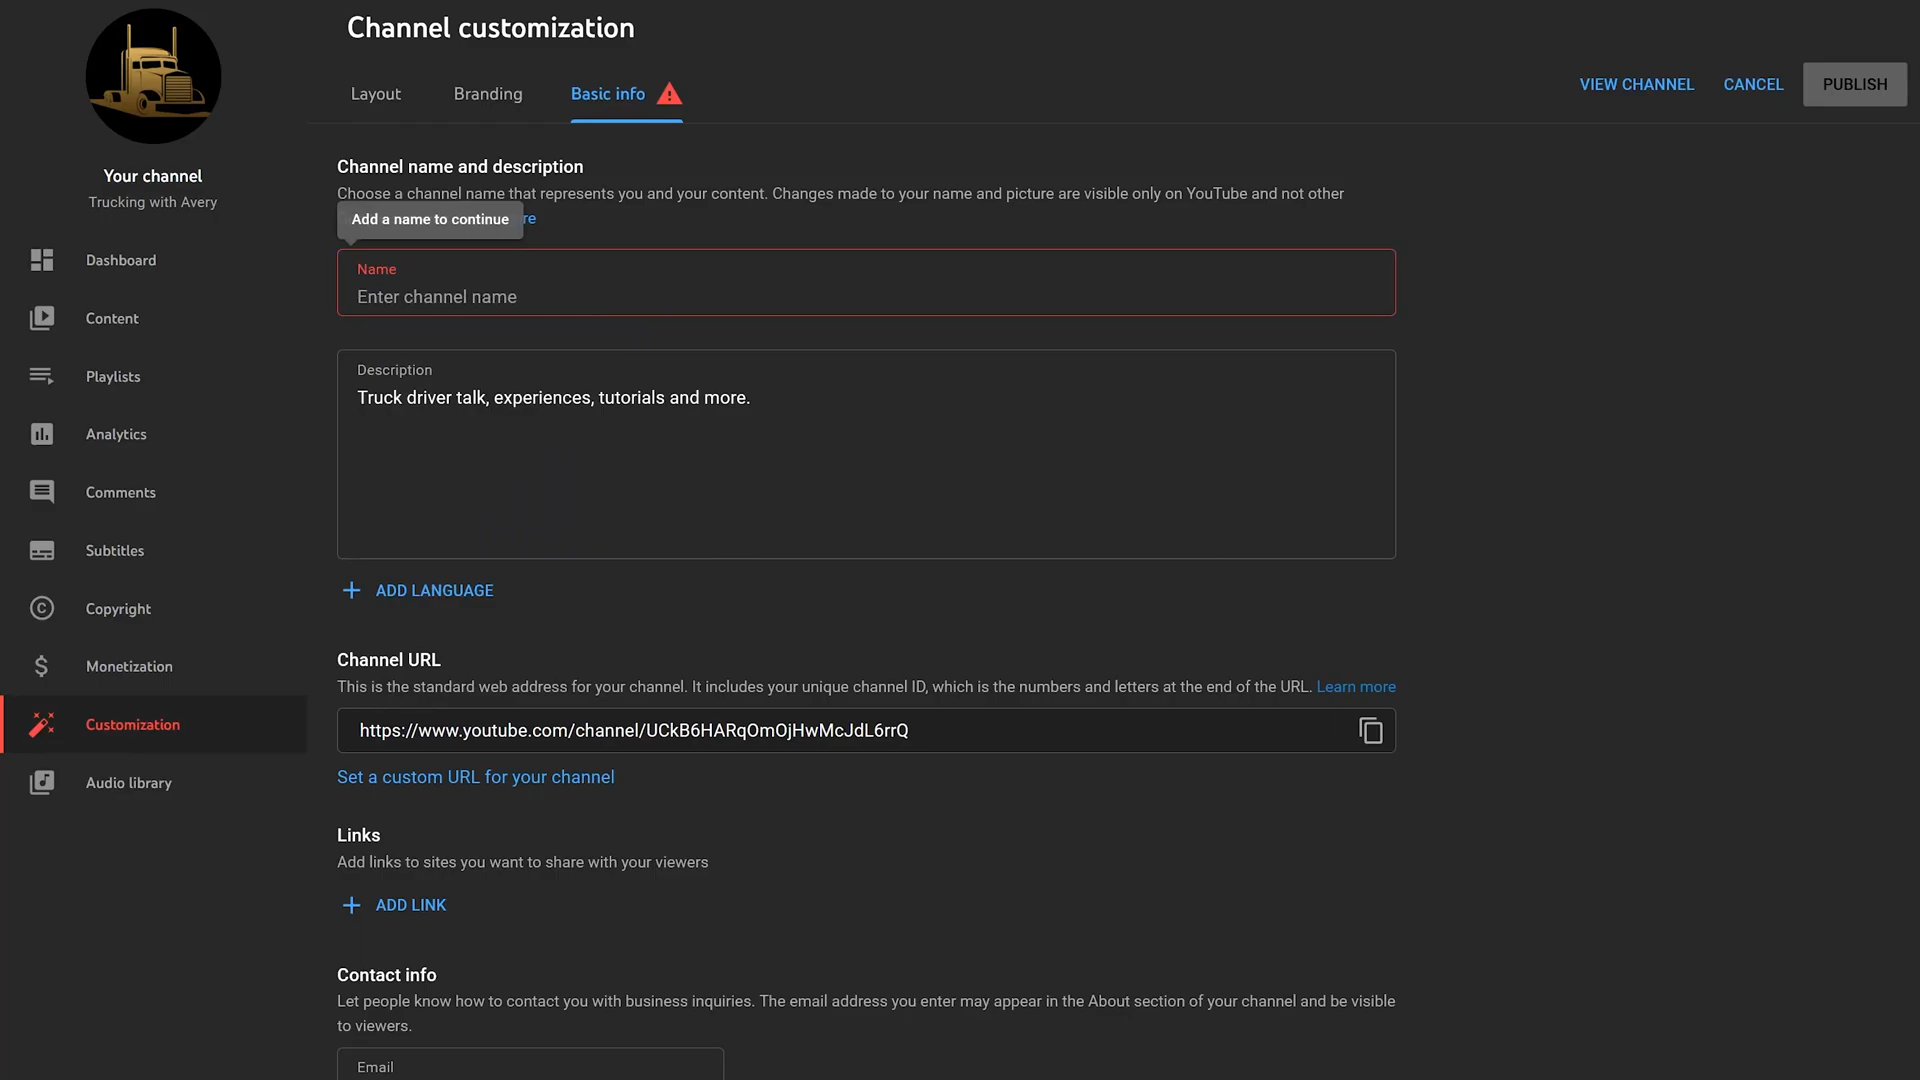 Channel customization
Layout
Branding
Basic info
VIEW CHANNEL
CANCEL
PUBLISH
Your channel
Trucking with Avery
Dashboard
Content
Playlists
Analytics
Comments
Subtitles
Copyright
Monetization
Customization
Audio library
Channel name and description
Choose a channel name that represents you and your content. Changes made to your name and picture are visible only on YouTube and not other
Add a name to continue
re
Name
Enter channel name
Description
Truck driver talk, experiences, tutorials and more.
ADD LANGUAGE
Channel URL
This is the standard web address for your channel. It includes your unique channel ID, which is the numbers and letters at the end of the URL. Learn more
https://www.youtube.com/channel/UCkB6HARqOmOjHwMcJdL6rrQ
Set a custom URL for your channel
Links
Add links to sites you want to share with your viewers
ADD LINK
Contact info
Let people know how to contact you with business inquiries. The email address you enter may appear in the About section of your channel and be visible
to viewers.
Email